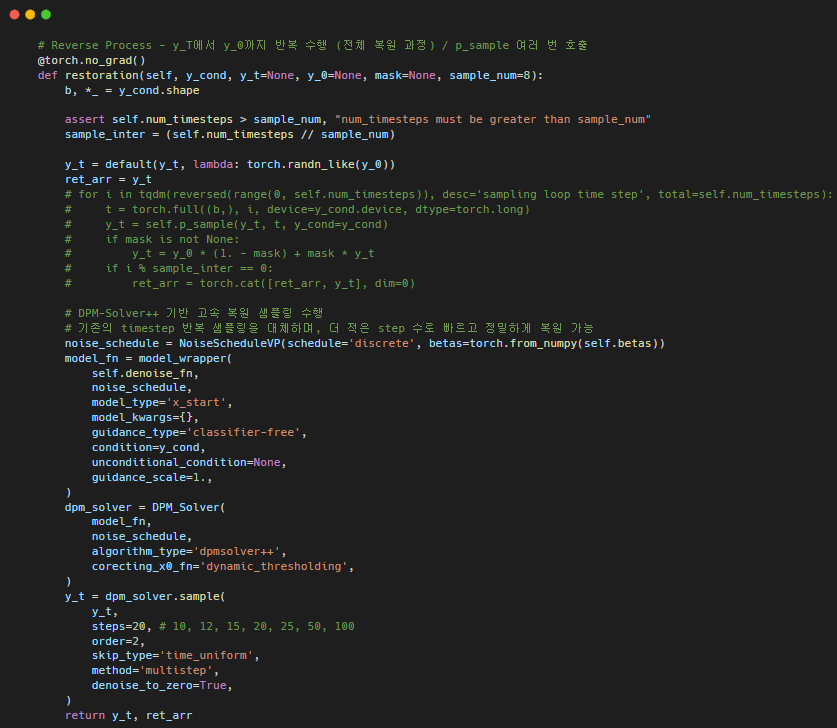 # Reverse Process - y_T에서 y_0까지 반복 수행 (전체 복원 과정) / p_sample 여러 번 호출
@torch.no_grad()
def restoration(self, y_cond, y_t=None, y_0=None, mask=None, sample_num=8):
    b, *_ = y_cond.shape

    assert self.num_timesteps > sample_num, "num_timesteps must be greater than sample_num"
    sample_inter = (self.num_timesteps // sample_num)

    y_t = default(y_t, lambda: torch.randn_like(y_0))
    ret_arr = y_t
    # for i in tqdm(reversed(range(0, self.num_timesteps)), desc='sampling loop time step', total=self.num_timesteps):
    #     t = torch.full((b,), i, device=y_cond.device, dtype=torch.long)
    #     y_t = self.p_sample(y_t, t, y_cond=y_cond)
    #     if mask is not None:
    #         y_t = y_0 * (1. - mask) + mask * y_t
    #     if i % sample_inter == 0:
    #         ret_arr = torch.cat([ret_arr, y_t], dim=0)

    # DPM-Solver++ 기반 고속 복원 샘플링 수행
    # 기존의 timestep 반복 샘플링을 대체하며, 더 적은 step 수로 빠르고 정밀하게 복원 가능
    noise_schedule = NoiseScheduleVP(schedule='discrete', betas=torch.from_numpy(self.betas))
    model_fn = model_wrapper(
        self.denoise_fn,
        noise_schedule,
        model_type='x_start',
        model_kwargs={},
        guidance_type='classifier-free',
        condition=y_cond,
        unconditional_condition=None,
        guidance_scale=1.,
    )
    dpm_solver = DPM_Solver(
        model_fn,
        noise_schedule,
        algorithm_type='dpmsolver++',
        corecting_x0_fn='dynamic_thresholding',
    )
    y_t = dpm_solver.sample(
        y_t,
        steps=20, # 10, 12, 15, 20, 25, 50, 100
        order=2,
        skip_type='time_uniform',
        method='multistep',
        denoise_to_zero=True,
    )
    return y_t, ret_arr